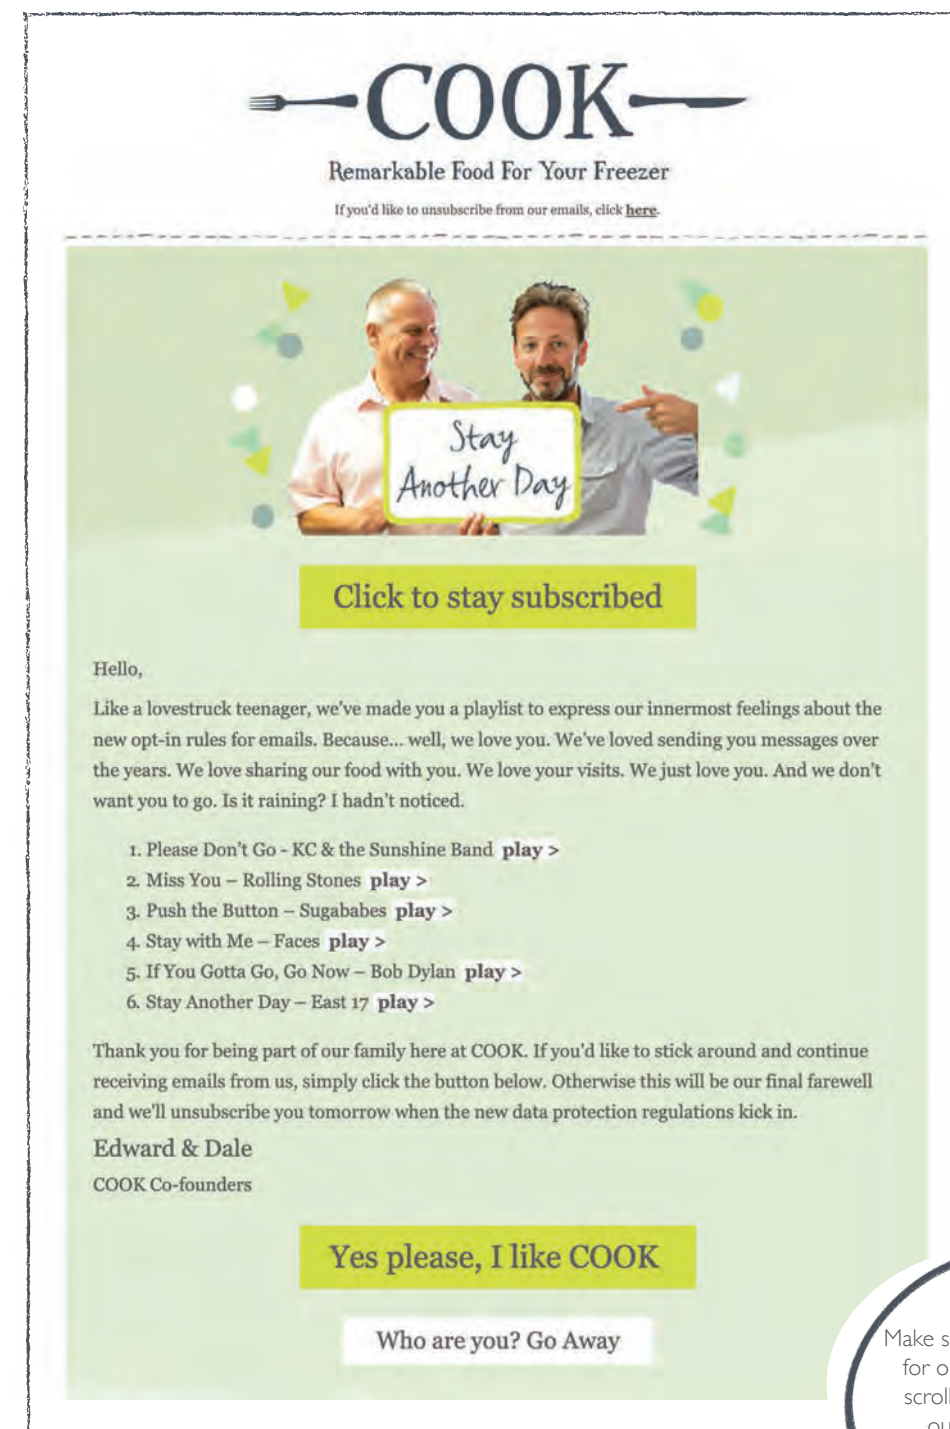 COOK
Remarkable Food For Your Freezer
If you'd like to unsubscribe from our emails, click here.
Stay
Another Day
Click to stay subscribed
Hello,
Like a lovestruck teenager, we've made you a playlist to express our innermost feelings about the
new opt-in rules for emails. Because... well, we love you. We've loved sending you messages over
the years. We love sharing our food with you. We love your visits. We just love you. And we don't
want you to go. Is it raining? I hadn't noticed.
1. Please Don't Go - KC & the Sunshine Band play >
2. Miss You – Rolling Stones play >
3. Push the Button – Sugababes play >
4. Stay with Me – Faces play >
5. If You Gotta Go, Go Now – Bob Dylan play >
6. Stay Another Day – East 17 play >
Thank you for being part of our family here at COOK. If you'd like to stick around and continue
receiving emails from us, simply click the button below. Otherwise this will be our final farewell
and we'll unsubscribe you tomorrow when the new data protection regulations kick in.
Edward & Dale
COOK Co-founders
Yes please, I like COOK
Who are you? Go Away
Make
for